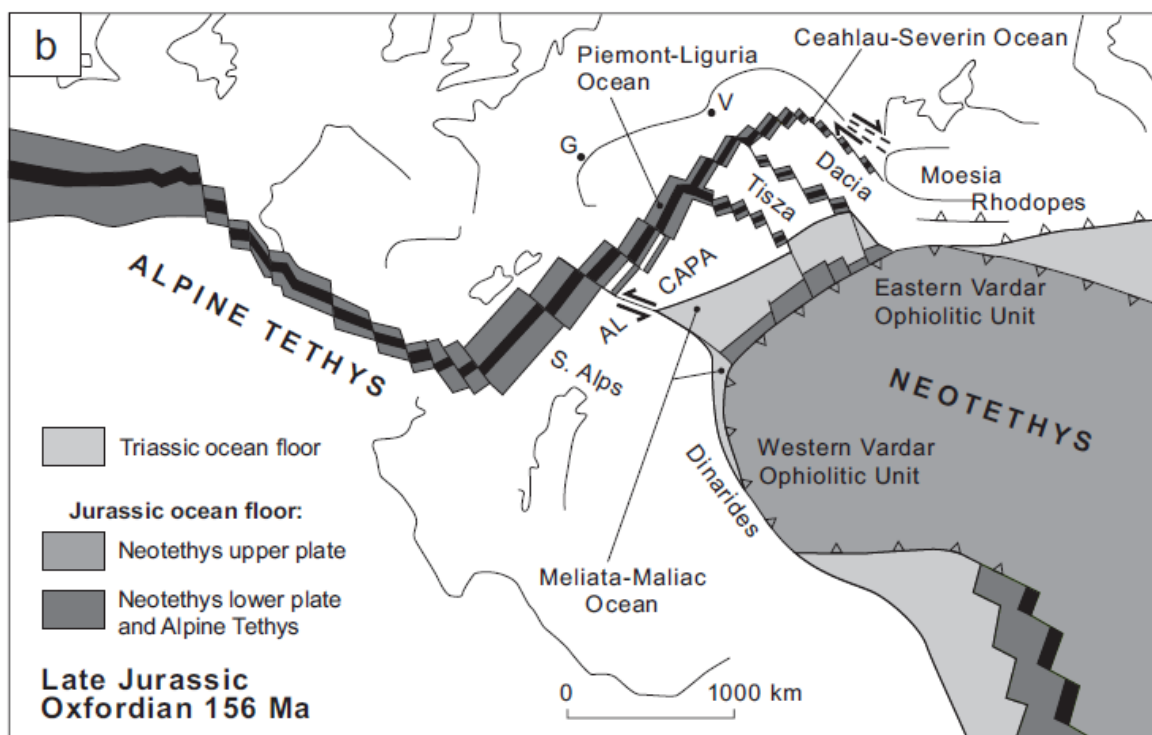 b
Piemont-Liguria
Ocean
Ceahlau-Severin Ocean
V
G
Dacia
Tisza
Moesia
Rhodopes
ALPINE TETHYS
CAPA
AL
S. Alps
Eastern Vardar
Ophiolitic Unit
NEOTETHYS
Western Vardar
Ophiolitic Unit
Dinarides
Meliata-Maliac
Ocean
Triassic ocean floor
Jurassic ocean floor:
Neotethys upper plate
Neotethys lower plate
and Alpine Tethys
Late Jurassic
Oxfordian 156 Ma
0 1000 km